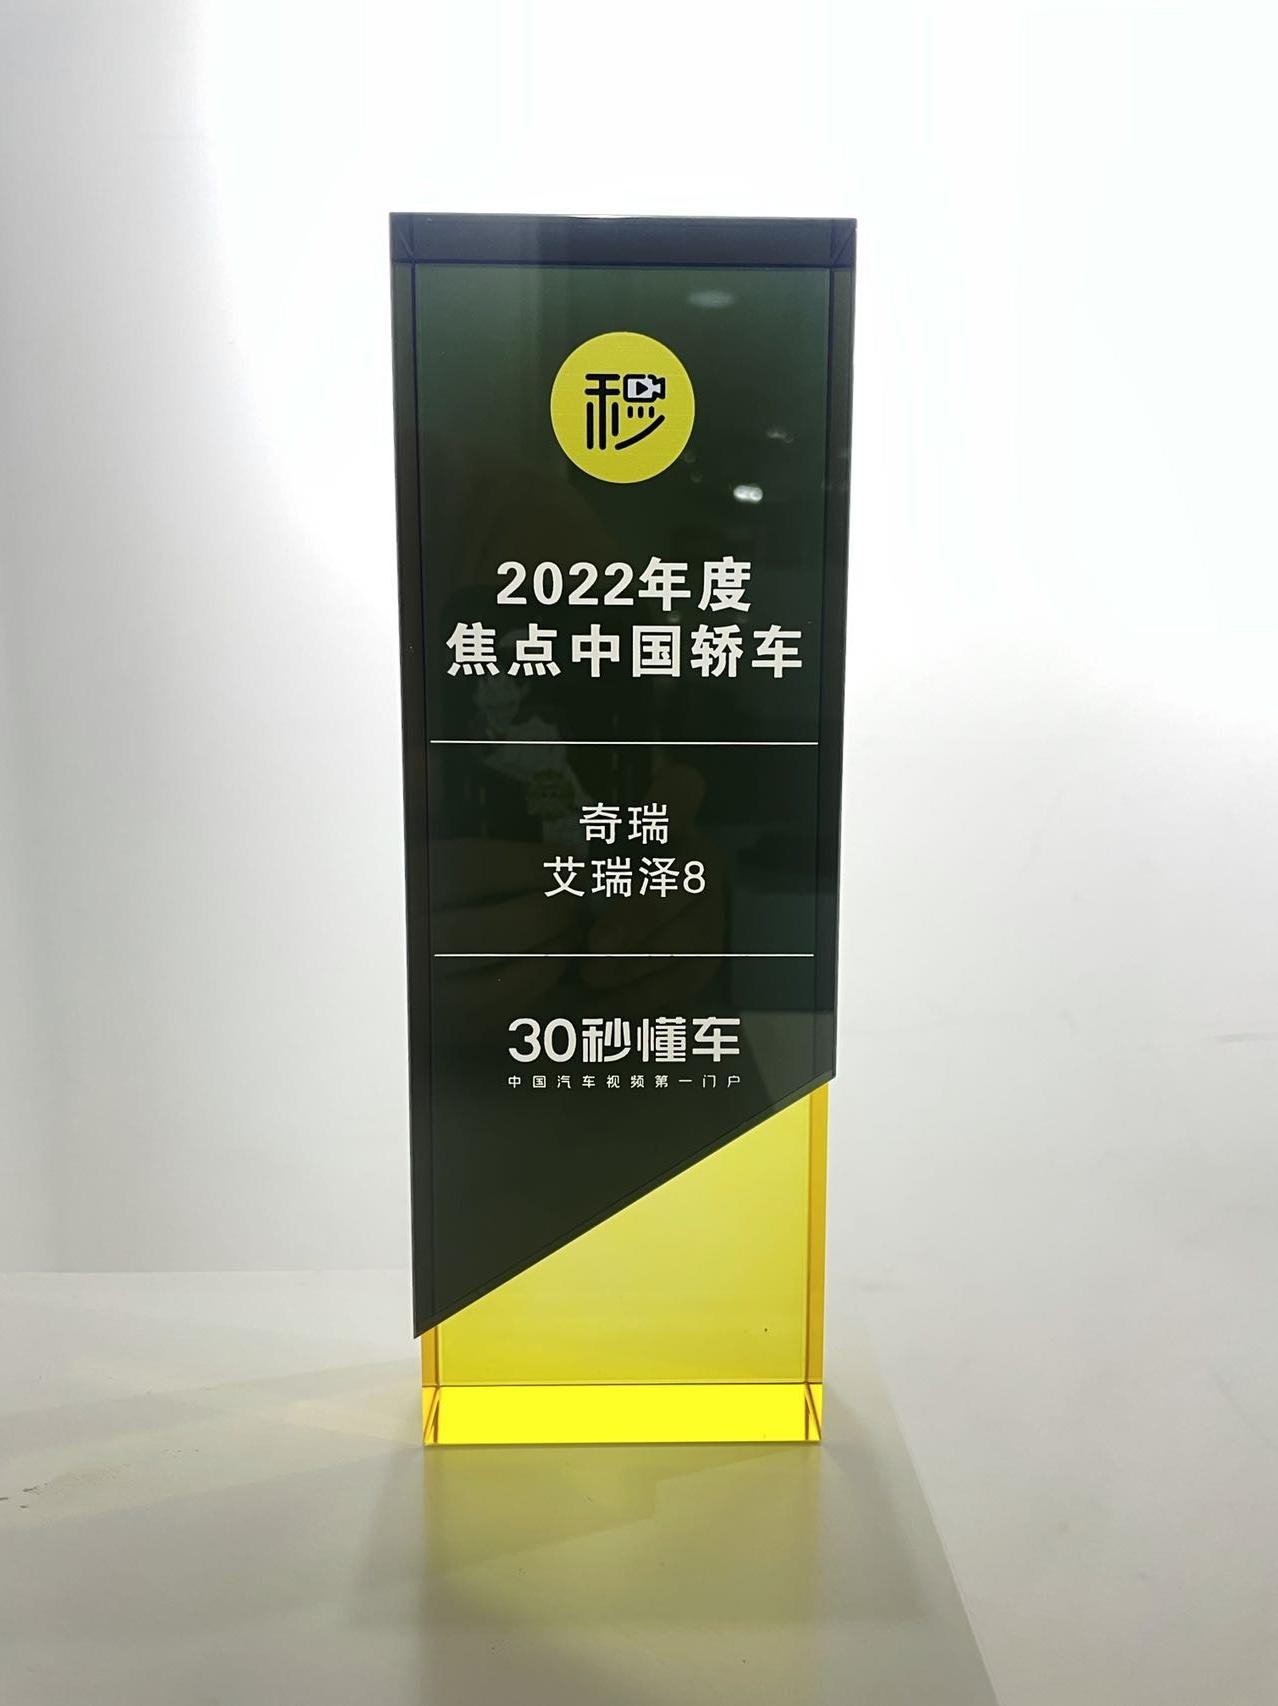 秒
2022年度
焦点中国轿车
奇瑞
艾瑞泽8
30秒懂车
中国汽车视频第一门户